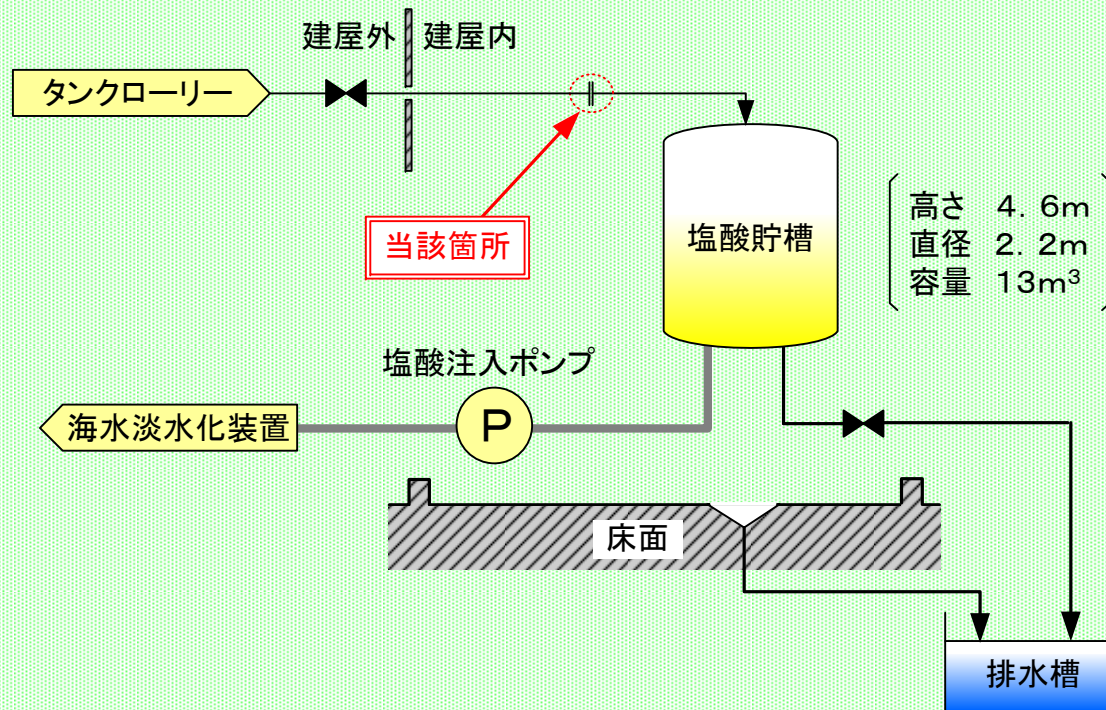 建屋外 建屋内
タンクローリー
当該箇所
塩酸貯槽
高さ 4.6m
直径 2.2m
容量 13m³
塩酸注入ポンプ
P
海水淡水化装置
床面
排水槽